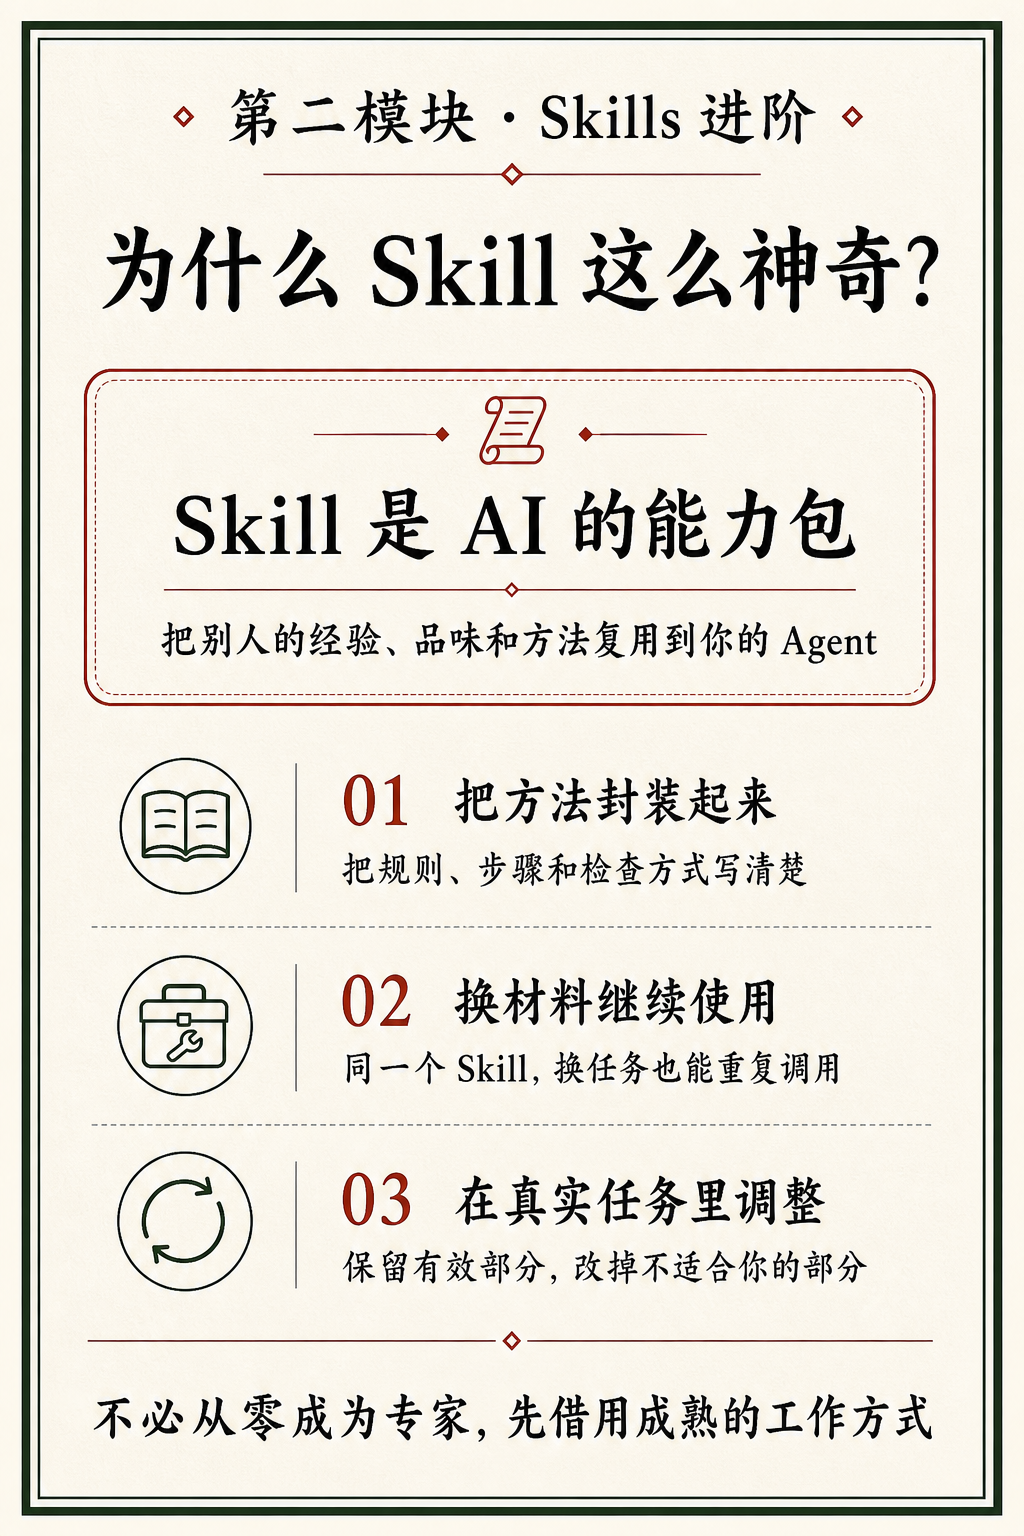 第二模块 · Skills 进阶
为什么 Skill 这么神奇？
Skill 是 AI 的能力包
把别人的经验、品味和方法复用到你的 Agent
01 把方法封装起来
把规则、步骤和检查方式写清楚
02 换材料继续使用
同一个 Skill，换任务也能重复调用
03 在真实任务里调整
保留有效部分，改掉不适合你的部分
不必从零成为专家，先借用成熟的工作方式